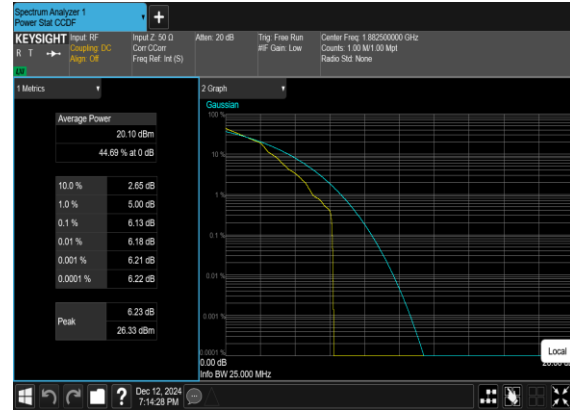 Spectrum Analyzer 1
Power Stat CCDF
KEYSIGHT
R T
Input: RF
Coupling: DC
Align: Off
Input Z: 50 Ω
Corr CCorr
Freq Ref: Int (S)
Atten: 20 dB
Trig: Free Run
#IF Gain: Low
Center Freq: 1.882500000 GHz
Counts: 1.00 M/1.00 Mpt
Radio Std: None
1 Metrics
Average Power
20.10 dBm
44.69 % at 0 dB
10.0 % 2.65 dB
1.0 % 5.00 dB
0.1 % 6.13 dB
0.01 % 6.18 dB
0.001 % 6.21 dB
0.0001 % 6.22 dB
Peak
6.23 dB
26.33 dBm
2 Graph
Gaussian
100 %
10 %
1 %
0.1 %
0.01 %
0.001 %
0.0001 %
0.00 dB
Info BW 25.000 MHz
Local
Dec 12, 2024
7:14:28 PM